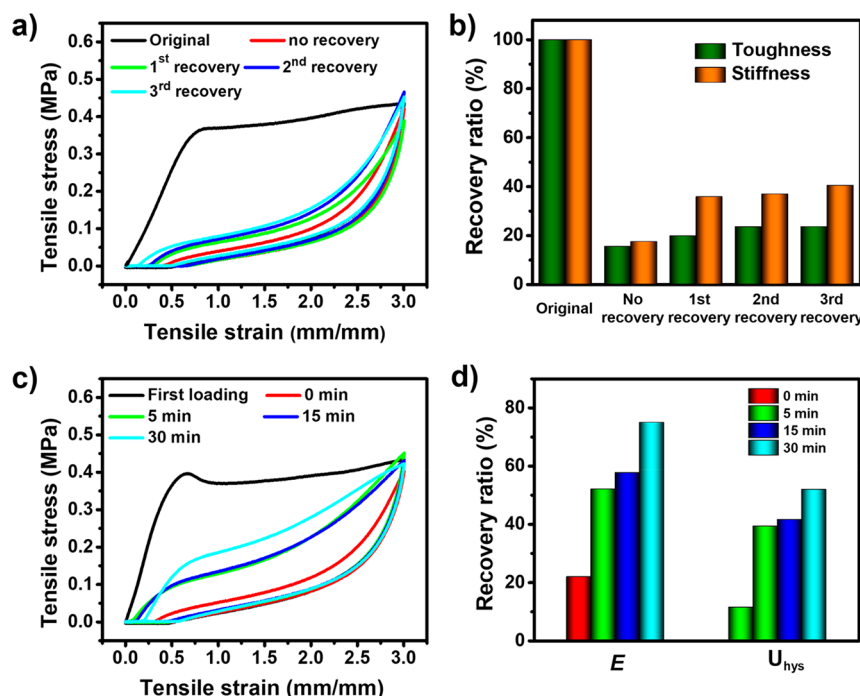 a)
Original no recovery
1st recovery 2nd recovery
3rd recovery
Tensile stress (MPa)
0.6
0.5
0.4
0.3
0.2
0.1
0.0
0.0 0.5 1.0 1.5 2.0 2.5 3.0
Tensile strain (mm/mm)
b)
Toughness
Stiffness
Recovery ratio (%)
100
80
60
40
20
0
Original No recovery 1st recovery 2nd recovery 3rd recovery
c)
First loading 0 min
5 min 15 min
30 min
Tensile stress (MPa)
0.6
0.5
0.4
0.3
0.2
0.1
0.0
0.0 0.5 1.0 1.5 2.0 2.5 3.0
Tensile strain (mm/mm)
d)
0 min
5 min
15 min
30 min
Recovery ratio (%)
80
60
40
20
0
E Uhys